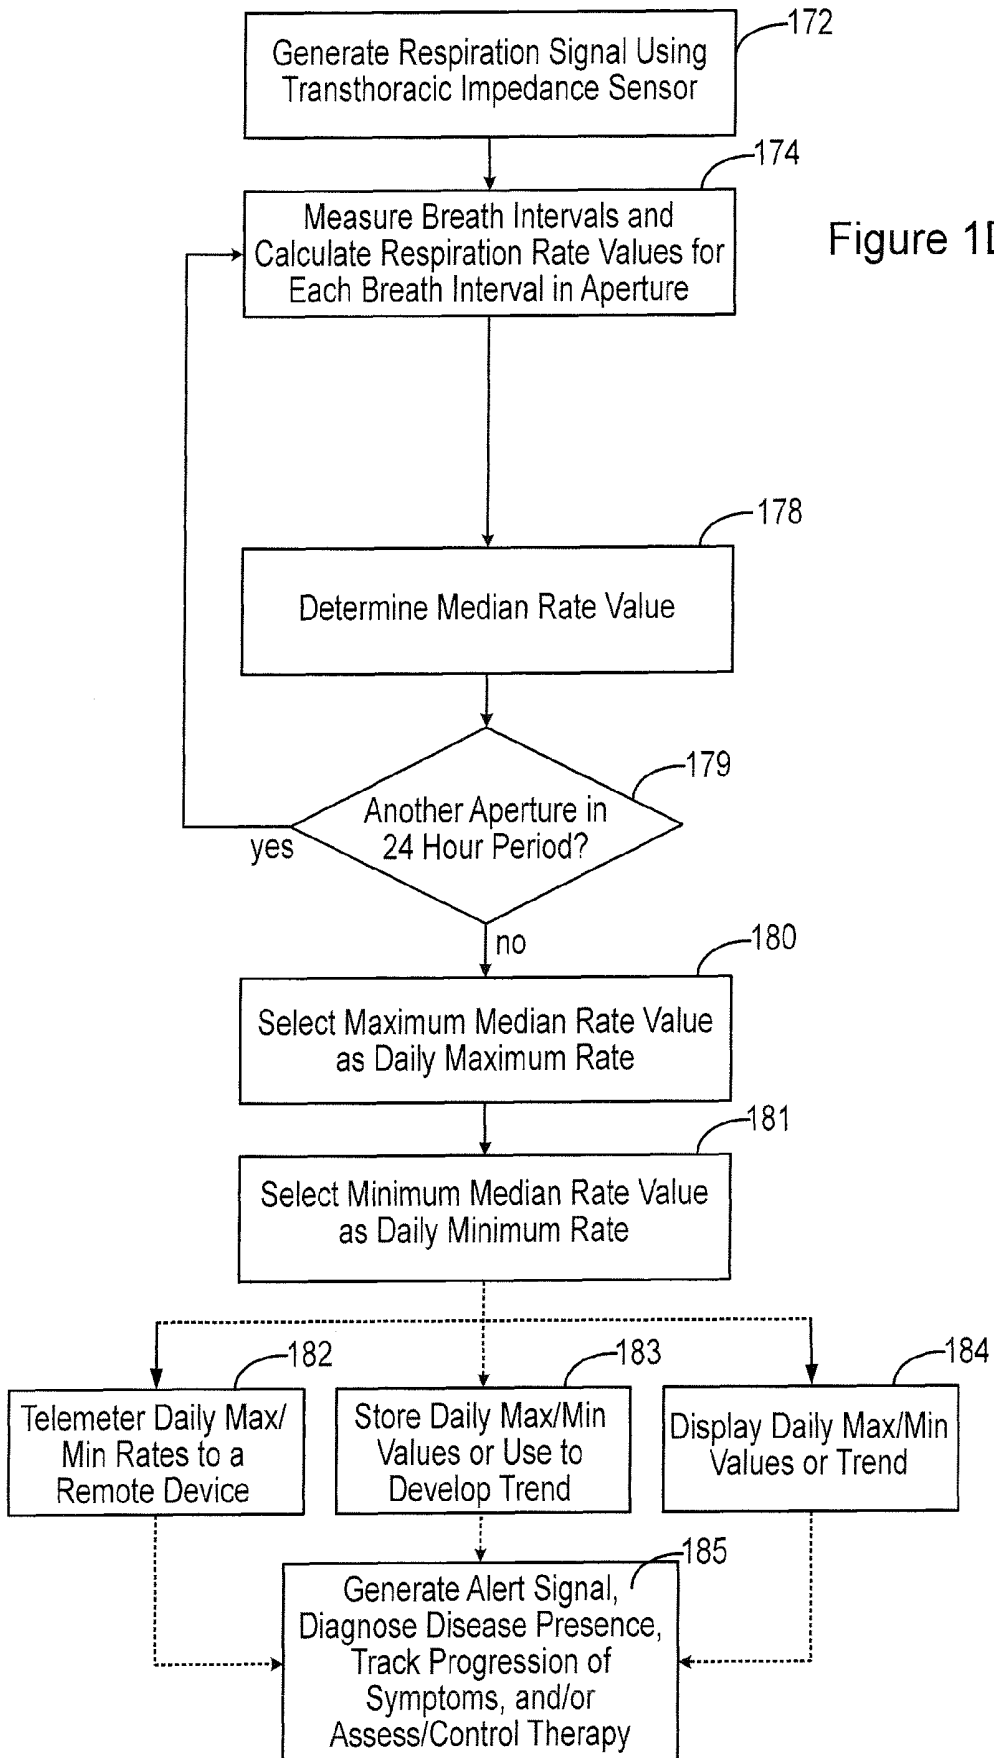 172
Generate Respiration Signal Using
Transthoracic Impedance Sensor
174
Measure Breath Intervals and
Calculate Respiration Rate Values for
Each Breath Interval in Aperture
Figure 1D
178
Determine Median Rate Value
179
Another Aperture in
24 Hour Period?
yes
no
180
Select Maximum Median Rate Value
as Daily Maximum Rate
181
Select Minimum Median Rate Value
as Daily Minimum Rate
182
183
184
Telemeter Daily Max/
Min Rates to a
Remote Device
Store Daily Max/Min
Values or Use to
Develop Trend
Display Daily Max/Min
Values or Trend
185
Generate Alert Signal,
Diagnose Disease Presence,
Track Progression of
Symptoms, and/or
Assess/Control Therapy